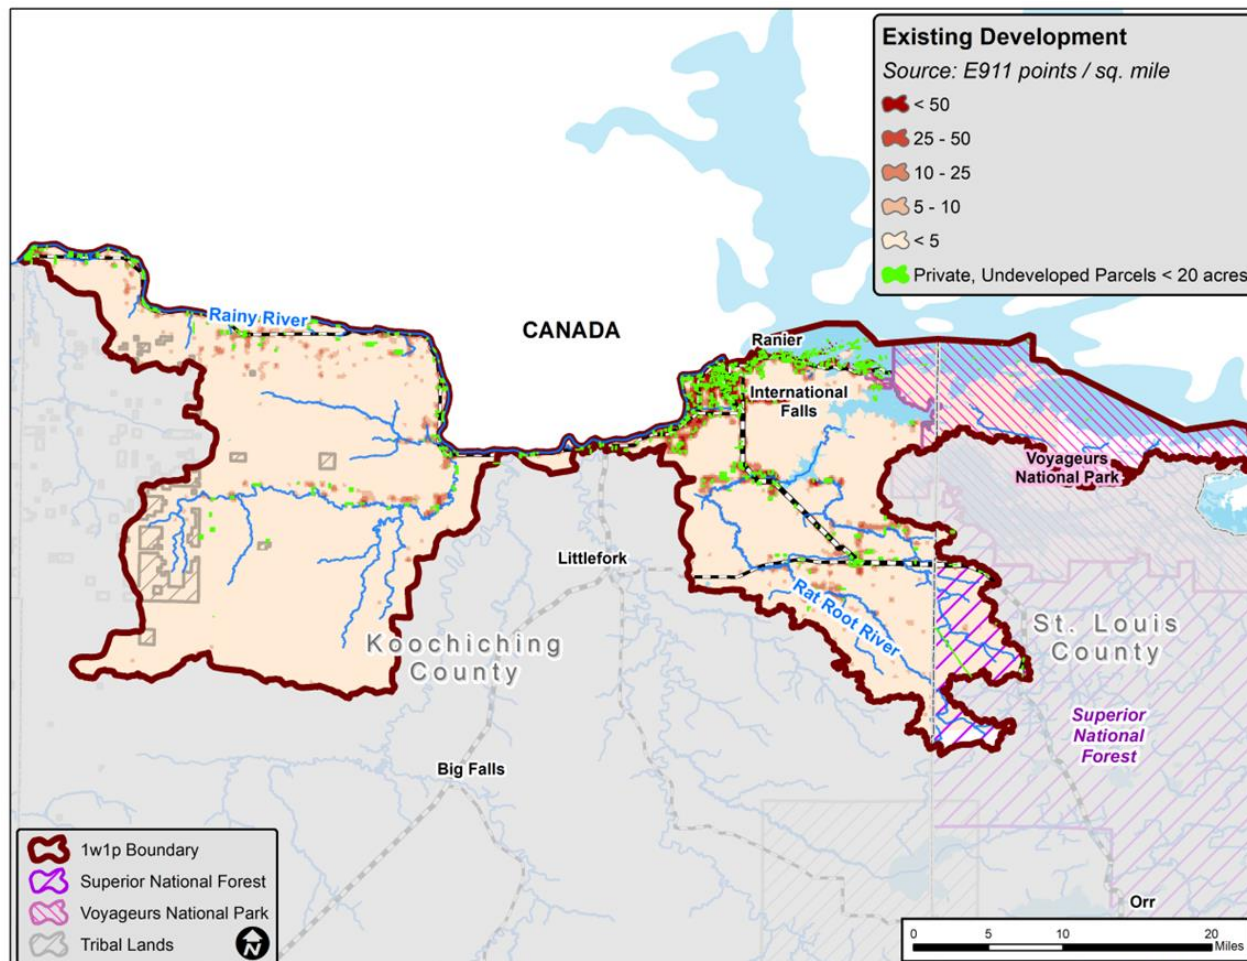 Existing Development
Source: E911 points / sq. mile
< 50
25 - 50
10 - 25
5 - 10
< 5
Private, Undeveloped Parcels < 20 acres
Rainy River
CANADA
Ranier
International
Falls
Voyageurs
National Park
Littlefork
Rat Root River
Koochiching
County
St. Louis
County
Superior
National
Forest
Big Falls
Orr
1w1p Boundary
Superior National Forest
Voyageurs National Park
Tribal Lands
N
0 5 10 20
Miles